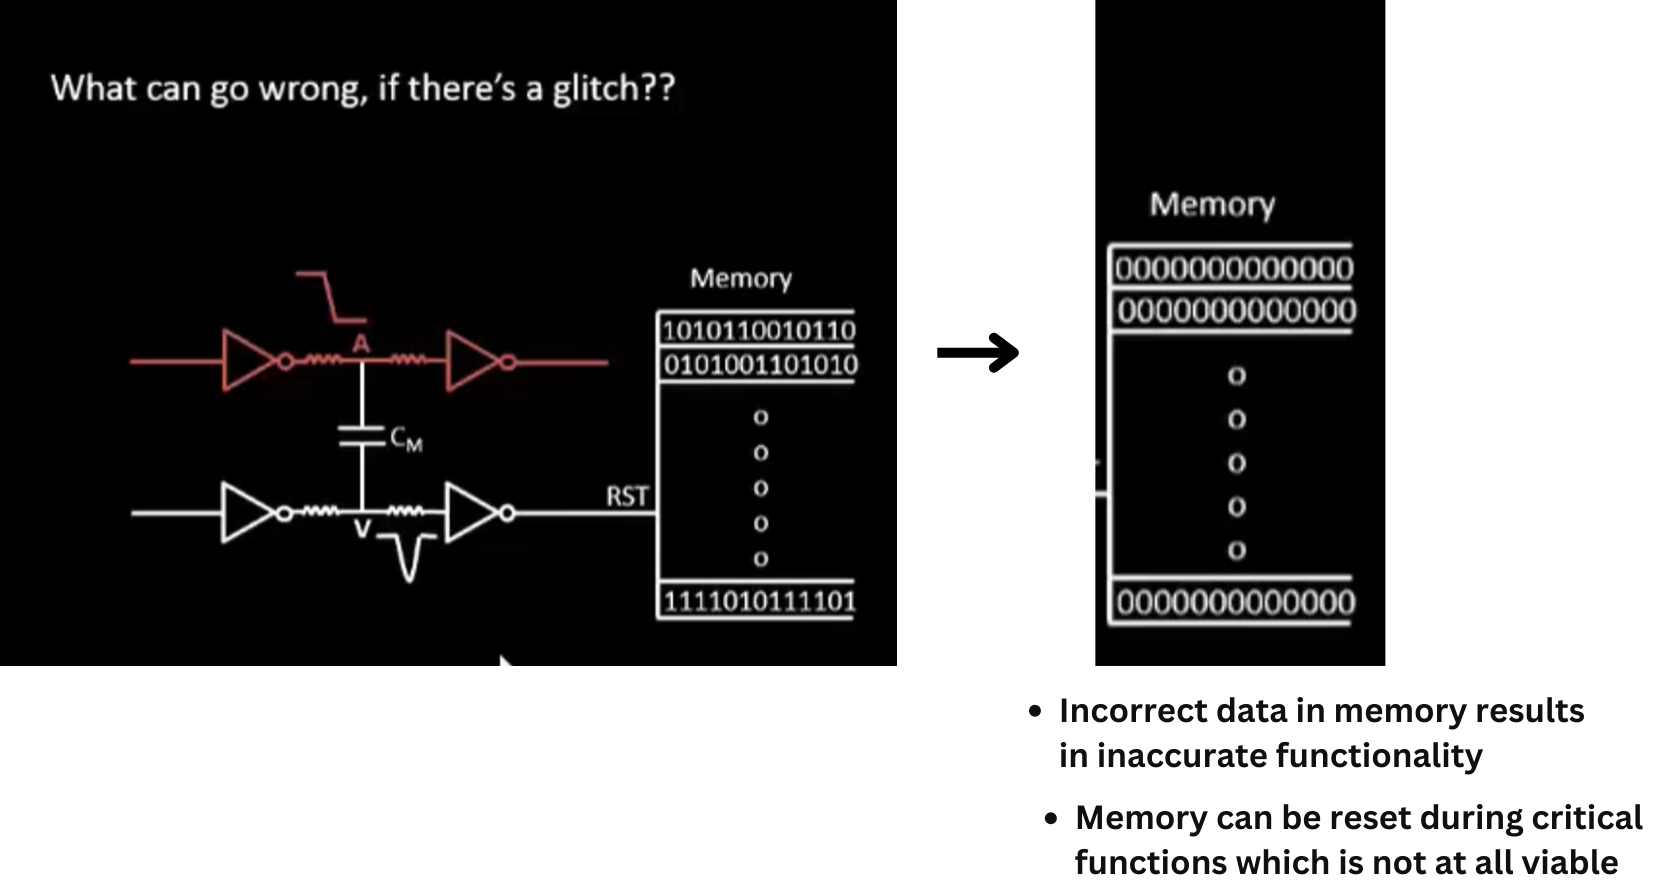 What can go wrong, if there's a glitch??
Memory
1010110010110
0101001101010
A
C_M
V
RST
o
o
o
o
o
1111010111101
Memory
0000000000000
0000000000000
o
o
o
o
o
0000000000000
• Incorrect data in memory results
in inaccurate functionality
• Memory can be reset during critical
functions which is not at all viable